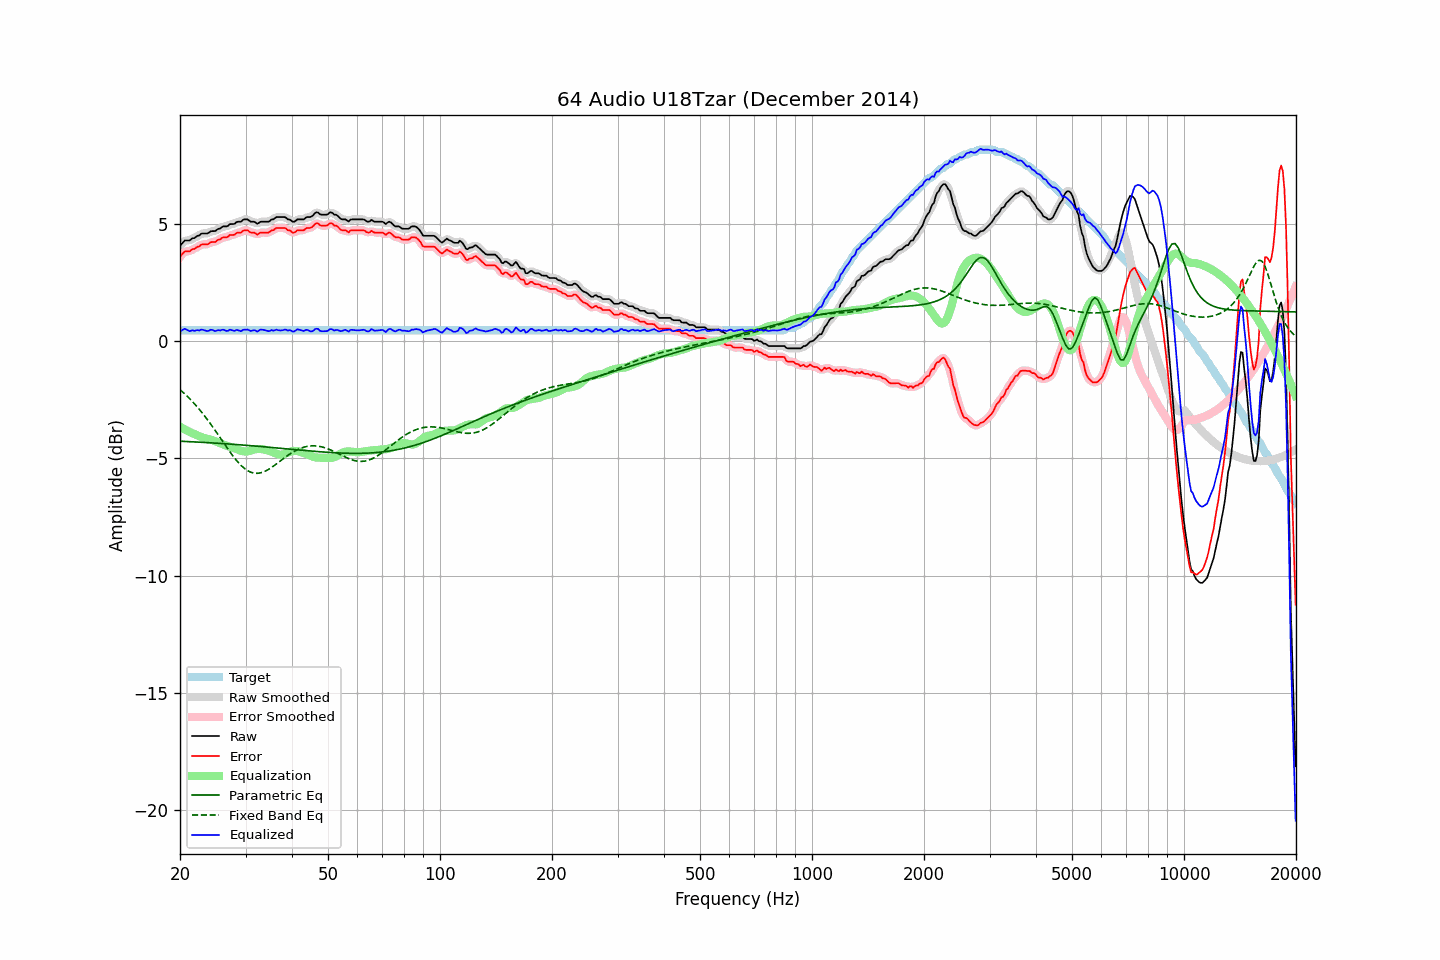 64 Audio U18Tzar (December 2014)
Amplitude (dBr)
5
0
−5
−10
−15
−20
Target
Raw Smoothed
Error Smoothed
Raw
Error
Equalization
Parametric Eq
Fixed Band Eq
Equalized
20 50 100 200 500 1000 2000 5000 10000 20000
Frequency (Hz)